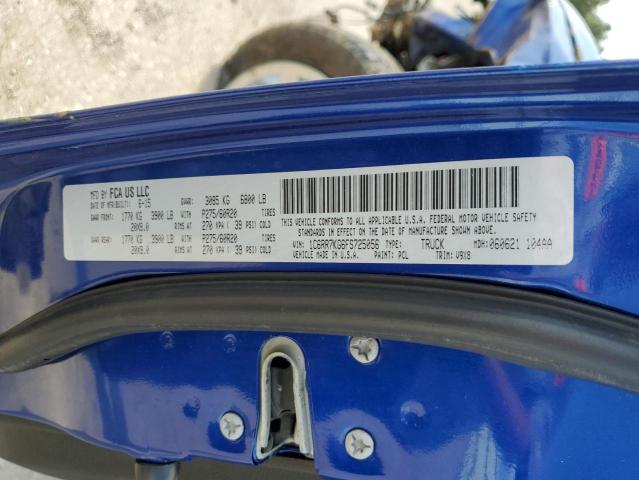 MFD BY FCA US LLC
DATE OF MFR/BUILT: 6-15
GVWR: 3085 KG 6800 LB
GAWR FRONT: 1770 KG 3900 LB WITH P275/60R20 TIRES
20X9.0 RIMS AT 270 KPA / 39 PSI COLD
GAWR REAR: 1770 KG 3900 LB WITH P275/60R20 TIRES
20X9.0 RIMS AT 270 KPA / 39 PSI COLD
THIS VEHICLE CONFORMS TO ALL APPLICABLE U.S.A. FEDERAL MOTOR VEHICLE SAFETY
STANDARDS IN EFFECT ON THE DATE OF MANUFACTURE SHOWN ABOVE.
VIN: 1C6RR7KG6FS725056 TYPE: TRUCK MDH: 060621 104AA
VEHICLE MADE IN U.S.A. PAINT: PCL TRIM: V9X8